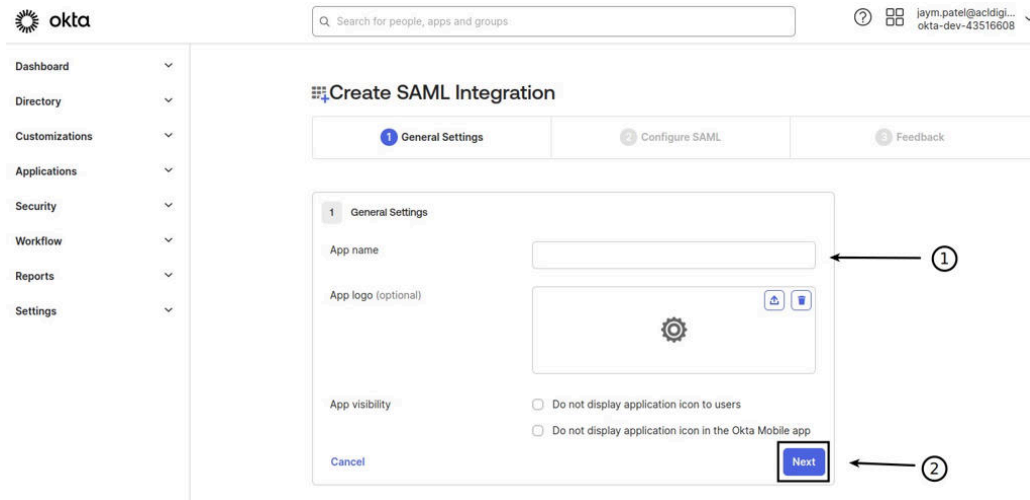 okta
Search for people, apps and groups
jaym.patel@acldigi...
okta-dev-43516608
Dashboard
Directory
Customizations
Applications
Security
Workflow
Reports
Settings
Create SAML Integration
1 General Settings
2 Configure SAML
3 Feedback
1 General Settings
App name
1
App logo (optional)
App visibility
Do not display application icon to users
Do not display application icon in the Okta Mobile app
Cancel
Next
2